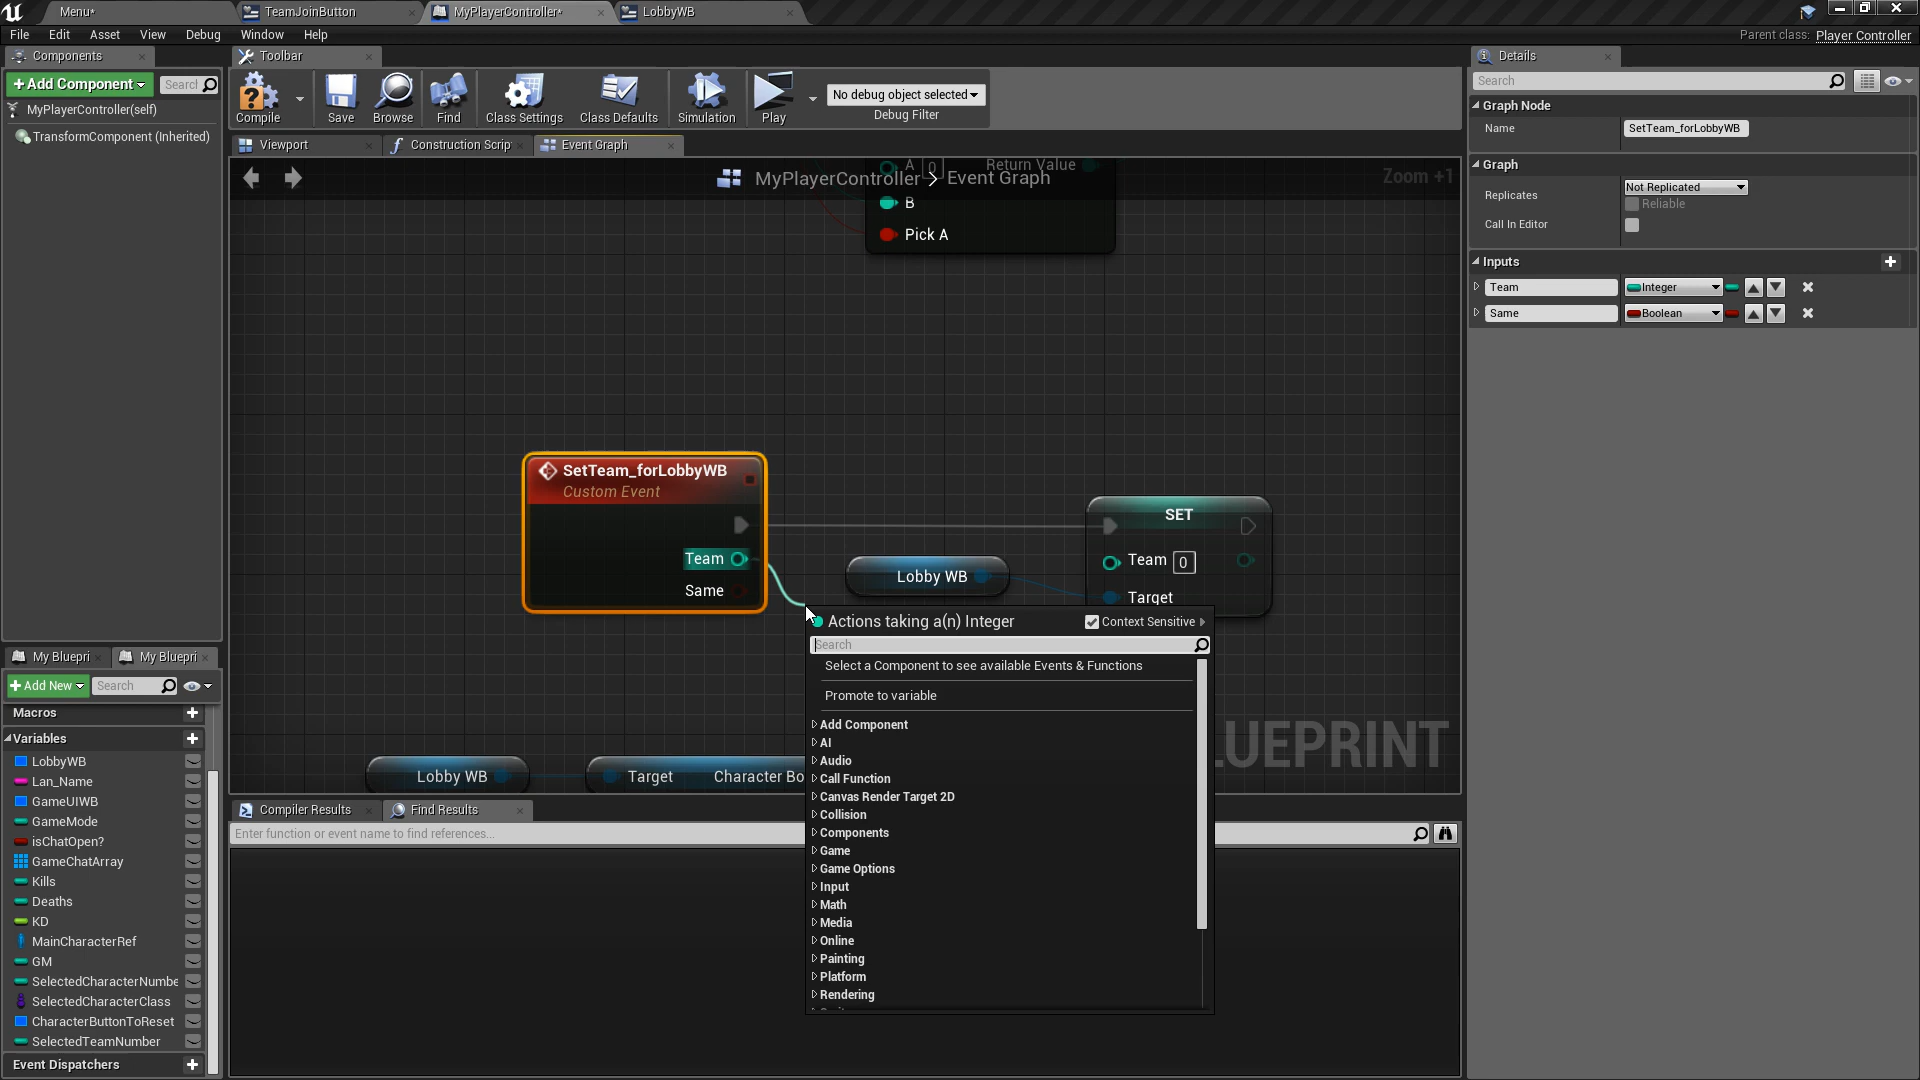 Menu*
TeamJoinButton
MyPlayerController*
LobbyWB
File
Edit
Asset
View
Debug
Window
Help
Parent class:
Player Controller
Components
Toolbar
Details
+Add Component
Search
MyPlayerController(self)
TransformComponent (Inherited)
Compile
Save
Browse
Find
Class Settings
Class Defaults
Simulation
Play
No debug object selected
Debug Filter
Viewport
Construction Scrip
Event Graph
MyPlayerController > Event Graph
Zoom +1
A
0
Return Value
B
Pick A
SetTeam_forLobbyWB
Custom Event
Team
Same
Lobby WB
SET
Team
0
Target
Actions taking a(n) Integer
Context Sensitive
Search
Select a Component to see available Events & Functions
Promote to variable
Add Component
AI
Audio
Call Function
Canvas Render Target 2D
Collision
Components
Game
Game Options
Input
Math
Media
Online
Painting
Platform
Rendering
Lobby WB
Target
Character Bo
LUEPRINT
Compiler Results
Find Results
Enter function or event name to find references...
My Bluepri
My Bluepri
+Add New
Search
Macros
Variables
LobbyWB
Lan_Name
GameUIWB
GameMode
isChatOpen?
GameChatArray
Kills
Deaths
KD
MainCharacterRef
GM
SelectedCharacterNumbe
SelectedCharacterClass
CharacterButtonToReset
SelectedTeamNumber
Event Dispatchers
Search
Graph Node
Name
SetTeam_forLobbyWB
Graph
Replicates
Not Replicated
Reliable
Call In Editor
Inputs
Team
Integer
Same
Boolean